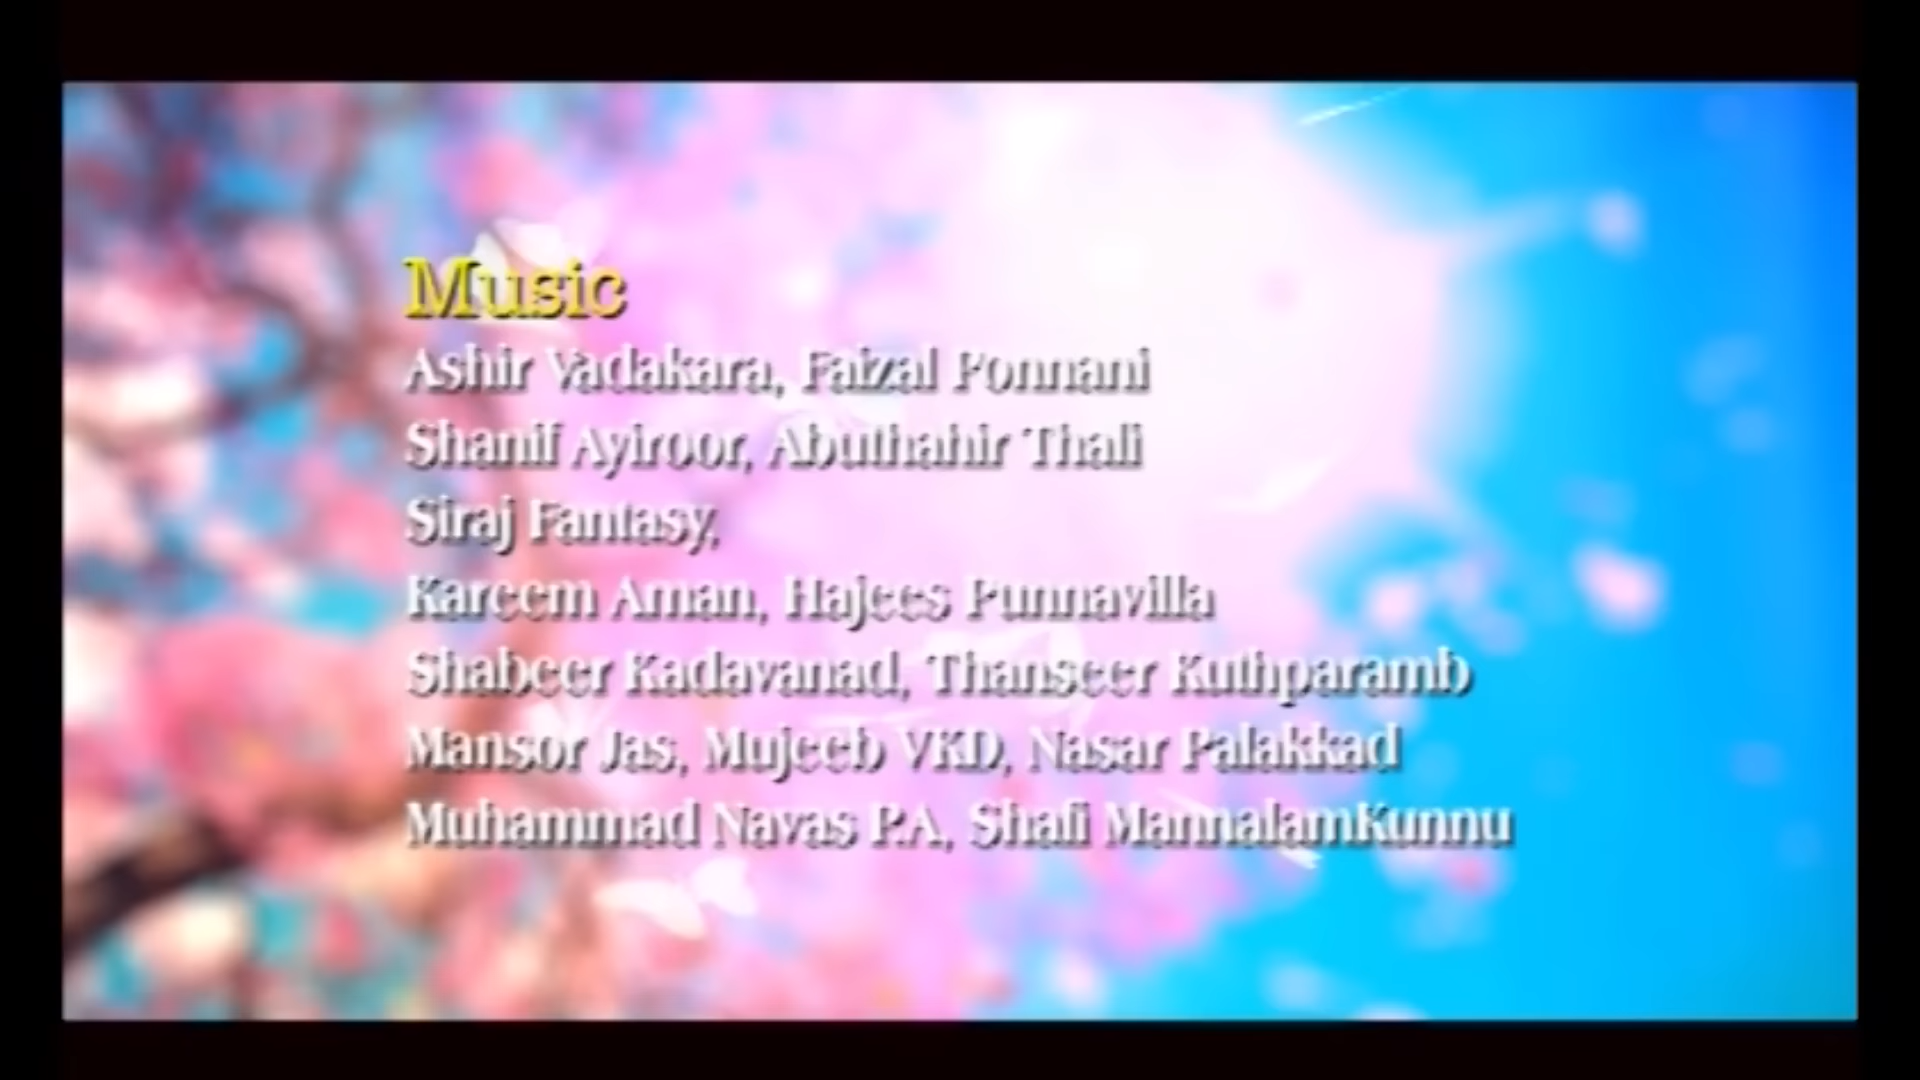 Music
Ashir Vadakara, Faizal Ponnani
Shanif Ayiroor, Abuthahir Thali
Siraj Fantasy,
Kareem Aman, Hajees Punnavilla
Shabeer Kadavanad, Thanseer Kuthparamb
Mansor Jas, Mujeeb VKD, Nasar Palakkad
Muhammad Navas P.A, Shafi MannalamKunnu